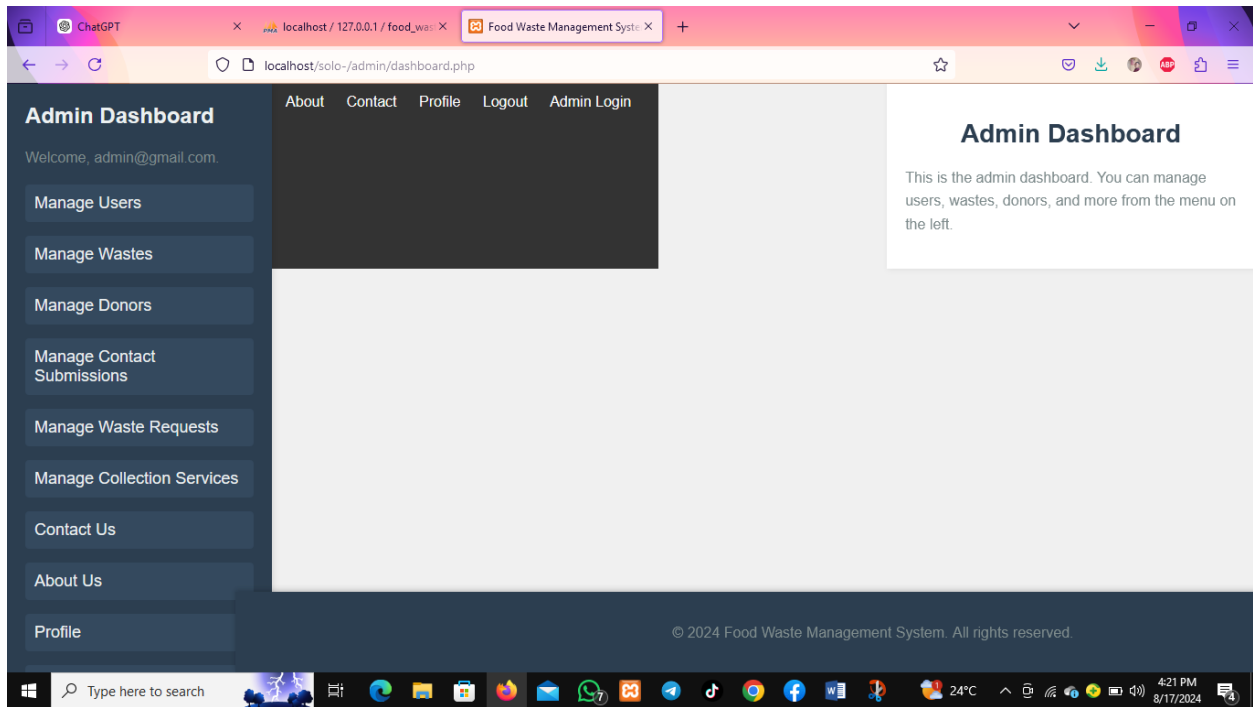 ChatGPT
localhost / 127.0.0.1 / food_was
Food Waste Management Syste
localhost/solo-/admin/dashboard.php
ABP
Admin Dashboard
Welcome, admin@gmail.com.
Manage Users
Manage Wastes
Manage Donors
Manage Contact
Submissions
Manage Waste Requests
Manage Collection Services
Contact Us
About Us
Profile
About Contact Profile Logout Admin Login
Admin Dashboard
This is the admin dashboard. You can manage
users, wastes, donors, and more from the menu on
the left.
© 2024 Food Waste Management System. All rights reserved.
Type here to search
7
24°C
4:21 PM
8/17/2024
4